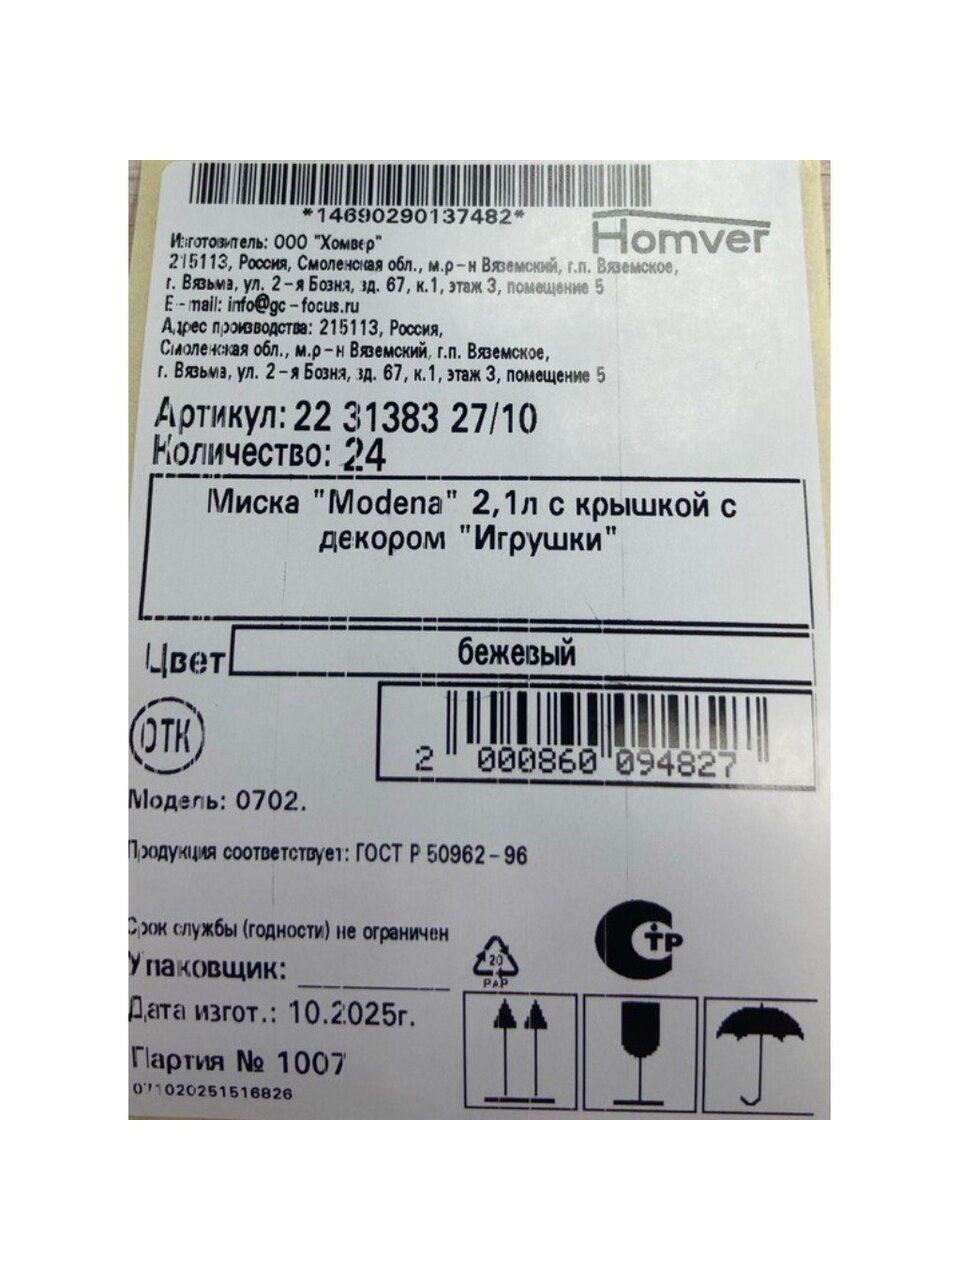 *14690290137482*
Homver
Изготовитель: ООО "Хомвер"
215113, Россия, Смоленская обл., м.р-н Вяземский, г.п. Вяземское,
г. Вязьма, ул. 2-я Бозня, зд. 67, к.1, этаж 3, помещение 5
E-mail: info@gc-focus.ru
Адрес производства: 215113, Россия,
Смоленская обл., м.р-н Вяземский, г.п. Вяземское,
г. Вязьма, ул. 2-я Бозня, зд. 67, к.1, этаж 3, помещение 5
Артикул: 22 31383 27/10
Количество: 24
Миска "Modena" 2,1л с крышкой с
декором "Игрушки"
Цвет
бежевый
ОТК
2 000860 094827
Модель: 0702.
Продукция соответствует: ГОСТ Р 50962-96
Срок службы (годности) не ограничен
СТР
Упаковщик:
20
PAP
Дата изгот.: 10.2025г.
Партия № 1007
071020251516826